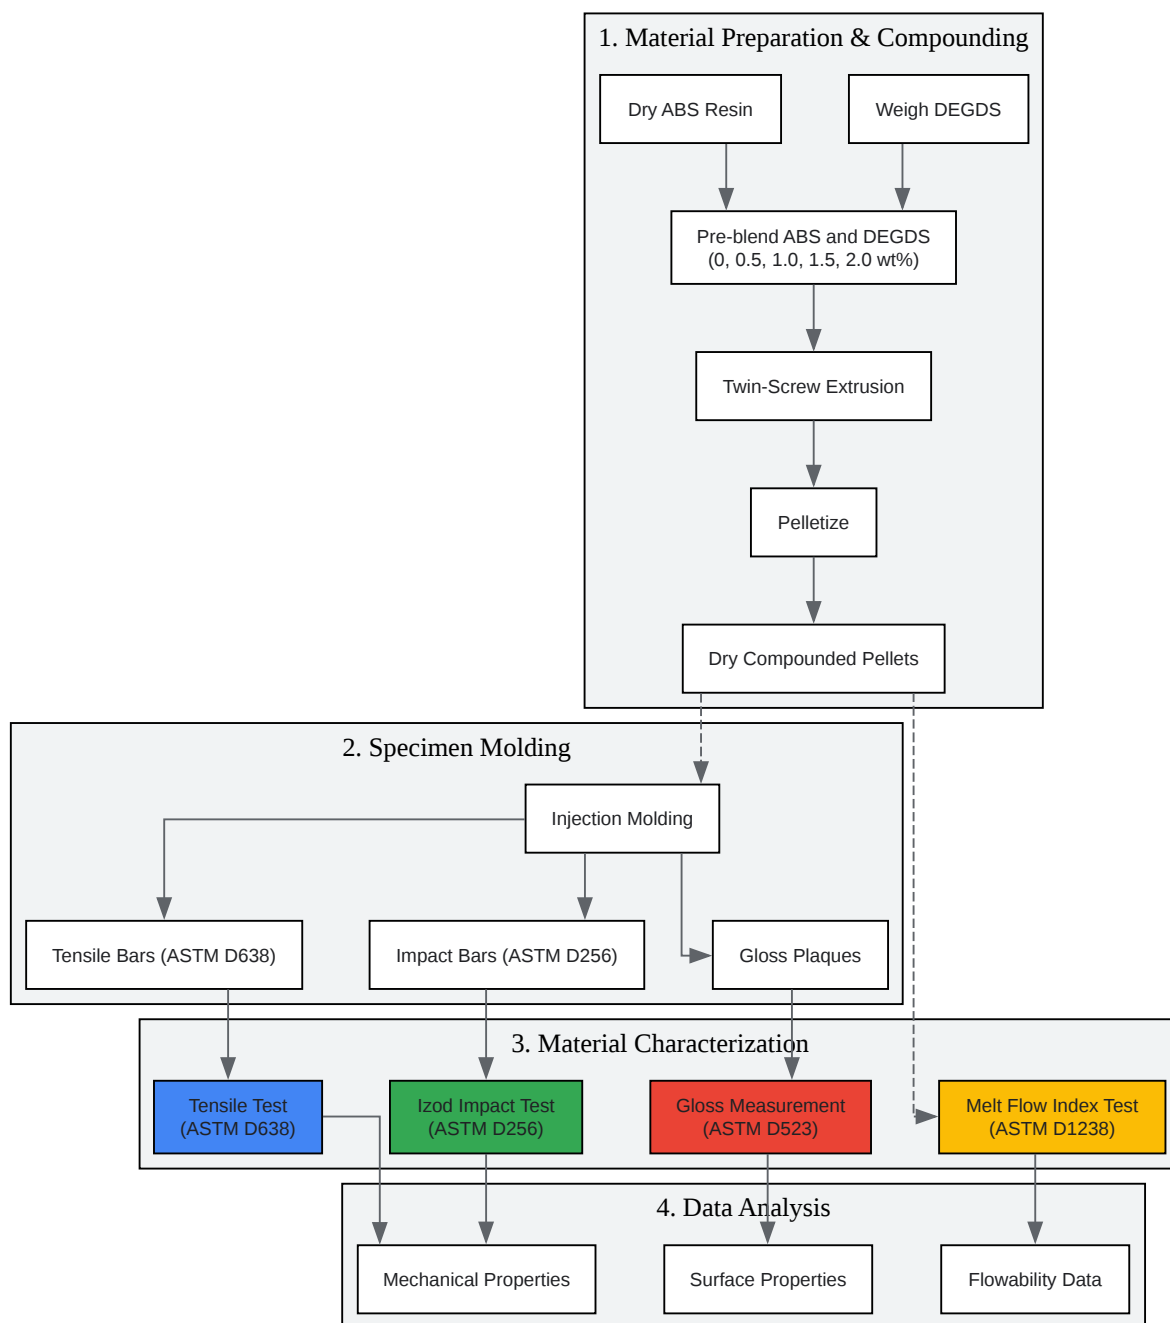 1. Material Preparation & Compounding
Dry ABS Resin
Weigh DEGDS
Pre-blend ABS and DEGDS
(0, 0.5, 1.0, 1.5, 2.0 wt%)
Twin-Screw Extrusion
Pelletize
Dry Compounded Pellets
2. Specimen Molding
Injection Molding
Tensile Bars (ASTM D638)
Impact Bars (ASTM D256)
Gloss Plaques
3. Material Characterization
Tensile Test
(ASTM D638)
Izod Impact Test
(ASTM D256)
Gloss Measurement
(ASTM D523)
Melt Flow Index Test
(ASTM D1238)
4. Data Analysis
Mechanical Properties
Surface Properties
Flowability Data